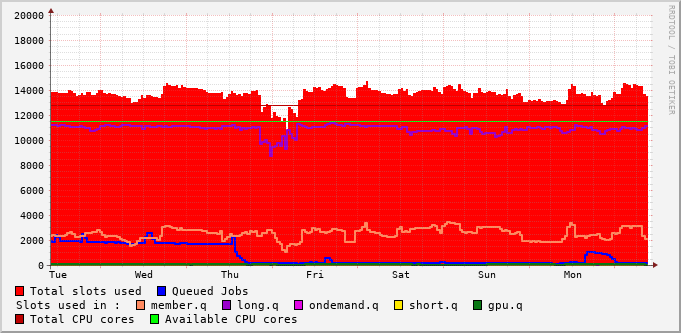 20000
18000
16000
14000
12000
10000
8000
6000
4000
2000
0
Tue Wed Thu Fri Sat Sun Mon
RRDTOOL / TOBI OETIKER
Total slots used Queued Jobs
Slots used in : member.q long.q ondemand.q short.q gpu.q
Total CPU cores Available CPU cores